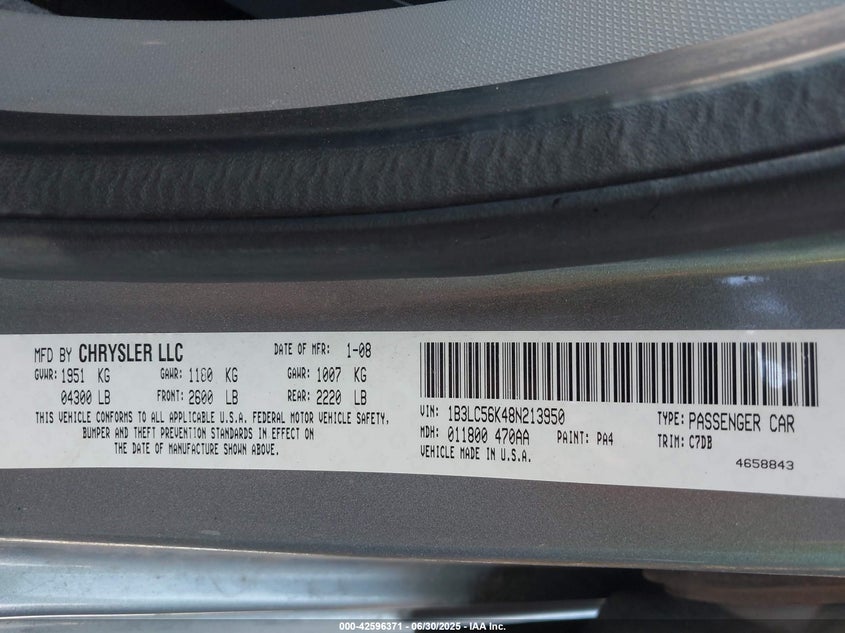 MFD BY CHRYSLER LLC DATE OF MFR: 1-08
GVWR: 1951 KG GAWR: 1180 KG GAWR: 1007 KG
04300 LB FRONT: 2600 LB REAR: 2220 LB
THIS VEHICLE CONFORMS TO ALL APPLICABLE U.S.A. FEDERAL MOTOR VEHICLE SAFETY,
BUMPER AND THEFT PREVENTION STANDARDS IN EFFECT ON
THE DATE OF MANUFACTURE SHOWN ABOVE.
VIN: 1B3LC56K48N213950 TYPE: PASSENGER CAR
MDH: 011800 470AA PAINT: PA4 TRIM: C7DB
VEHICLE MADE IN U.S.A. 4658843
000-42596371 - 06/30/2025 - IAA Inc.